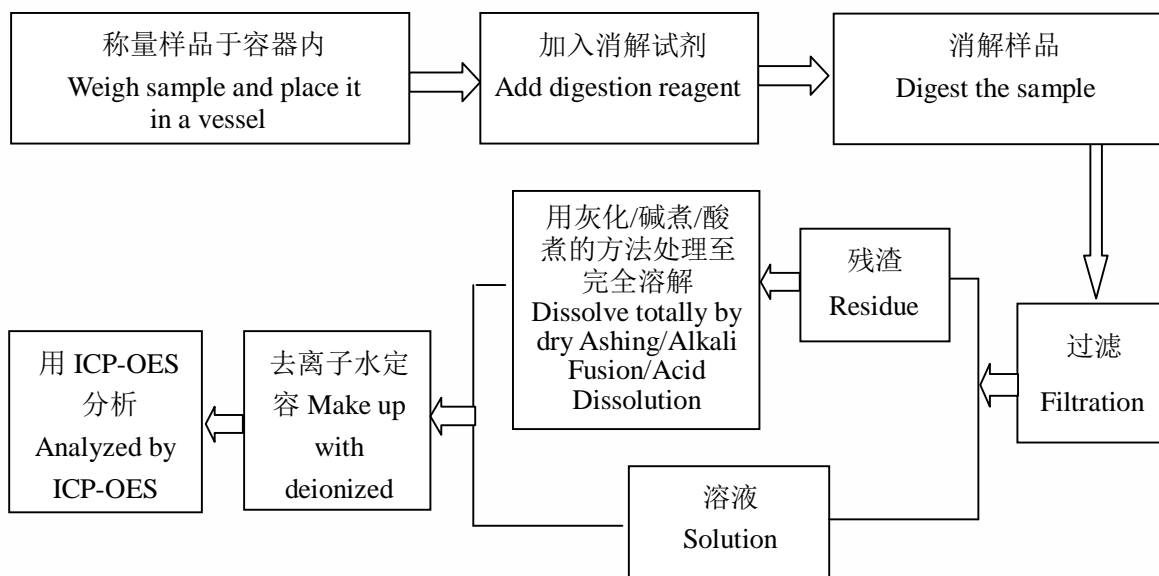 称量样品于容器内
Weigh sample and place it
in a vessel
加入消解试剂
Add digestion reagent
消解样品
Digest the sample
过滤
Filtration
残渣
Residue
用灰化/碱煮/酸
煮的方法处理至
完全溶解
Dissolve totally by
dry Ashing/Alkali
Fusion/Acid
Dissolution
溶液
Solution
去离子水定
容 Make up
with
deionized
用 ICP-OES
分析
Analyzed by
ICP-OES